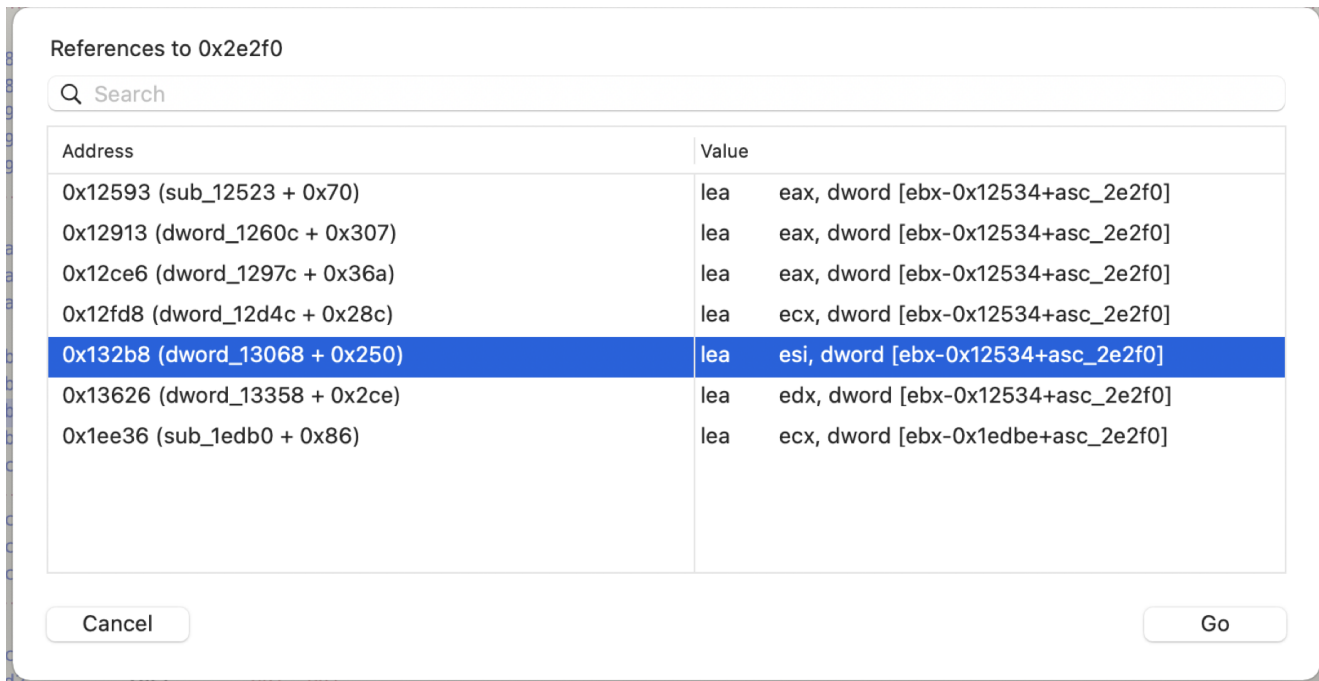 References to 0x2e2f0
Search
Address Value
0x12593 (sub_12523 + 0x70) lea eax, dword [ebx-0x12534+asc_2e2f0]
0x12913 (dword_1260c + 0x307) lea eax, dword [ebx-0x12534+asc_2e2f0]
0x12ce6 (dword_1297c + 0x36a) lea eax, dword [ebx-0x12534+asc_2e2f0]
0x12fd8 (dword_12d4c + 0x28c) lea ecx, dword [ebx-0x12534+asc_2e2f0]
0x132b8 (dword_13068 + 0x250) lea esi, dword [ebx-0x12534+asc_2e2f0]
0x13626 (dword_13358 + 0x2ce) lea edx, dword [ebx-0x12534+asc_2e2f0]
0x1ee36 (sub_1edb0 + 0x86) lea ecx, dword [ebx-0x1edbe+asc_2e2f0]
Cancel Go